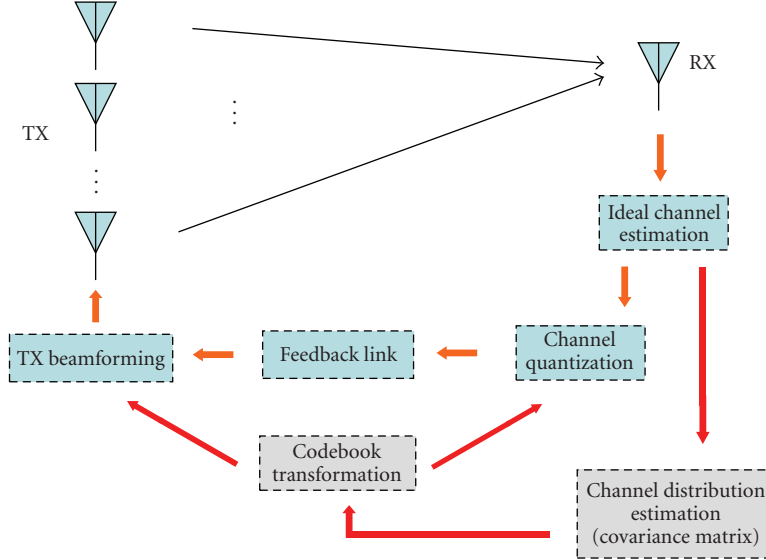 RX
TX
Ideal channel
estimation
TX beamforming
Feedback link
Channel
quantization
Codebook
transformation
Channel distribution
estimation
(covariance matrix)